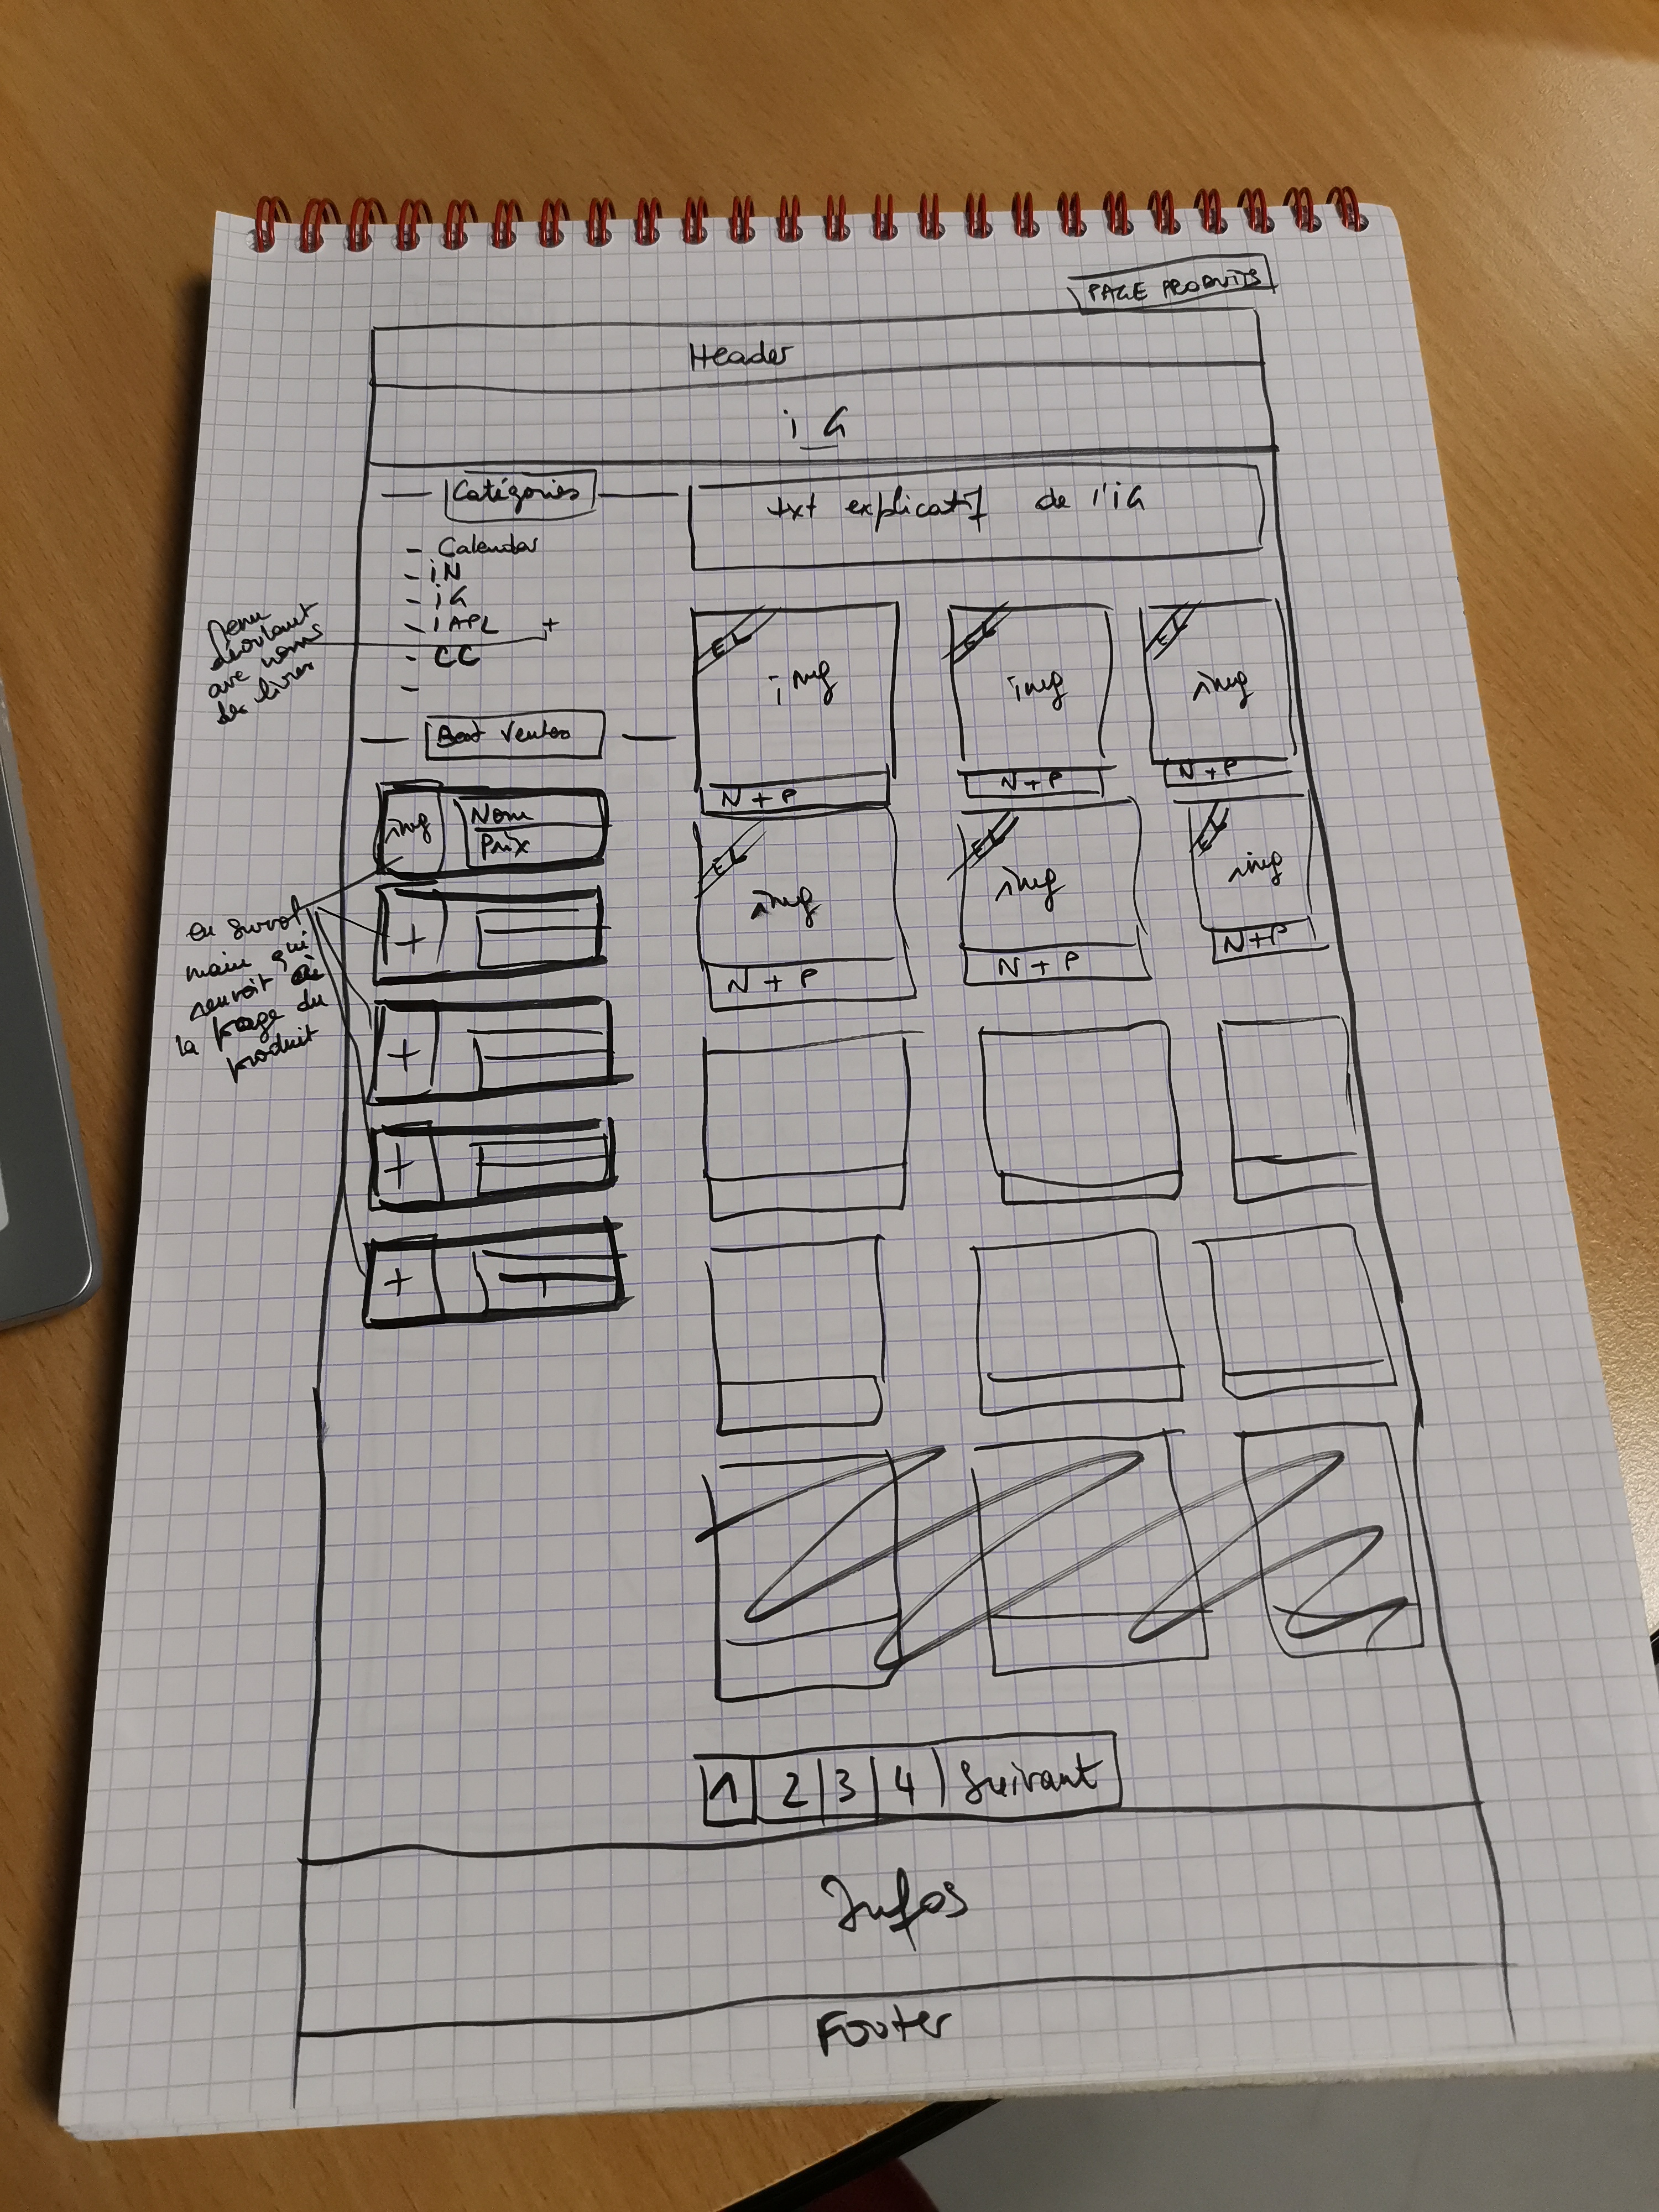 PAGE PRODUITS
Header
iG
Catégories
txt explicatif de l'iG
- Calendar
- iN
- iG
- iAPL +
- CC
-
Menu
déroulant
avec noms
des livres
Best Ventes
img
Nom
Prix
+
+
+
+
en survol
main qui
renvoit
la page du
produit
EL
img
N + P
EL
img
N + P
EL
img
N + P
EL
img
N + P
EL
img
N + P
EL
img
N+P
1 2 3 4 Suivant
Infos
Footer